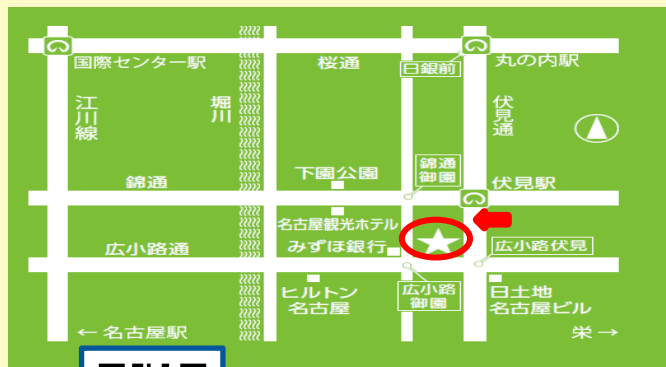 国際センター駅
桜通
日銀前
丸の内駅
江川線
堀川
伏見通
錦通
下園公園
錦通
御園
伏見駅
名古屋観光ホテル
広小路通
みずほ銀行
広小路伏見
ヒルトン
名古屋
広小路
御園
日土地
名古屋ビル
← 名古屋駅
栄 →